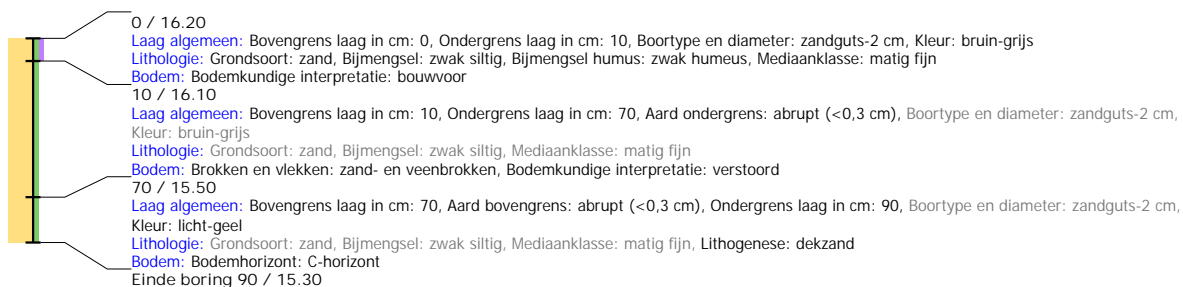 0 / 16.20
Laag algemeen: Bovengrens laag in cm: 0, Ondergrens laag in cm: 10, Boortype en diameter: zandguts-2 cm, Kleur: bruin-grijs
Lithologie: Grondsoort: zand, Bijmengsel: zwak siltig, Bijmengsel humus: zwak humeus, Mediaanklasse: matig fijn
Bodem: Bodemkundige interpretatie: bouwvoor
10 / 16.10
Laag algemeen: Bovengrens laag in cm: 10, Ondergrens laag in cm: 70, Aard ondergrens: abrupt (<0,3 cm), Boortype en diameter: zandguts-2 cm,
Kleur: bruin-grijs
Lithologie: Grondsoort: zand, Bijmengsel: zwak siltig, Mediaanklasse: matig fijn
Bodem: Brokken en vlekken: zand- en veenbrokken, Bodemkundige interpretatie: verstoord
70 / 15.50
Laag algemeen: Bovengrens laag in cm: 70, Aard bovengrens: abrupt (<0,3 cm), Ondergrens laag in cm: 90, Boortype en diameter: zandguts-2 cm,
Kleur: licht-geel
Lithologie: Grondsoort: zand, Bijmengsel: zwak siltig, Mediaanklasse: matig fijn, Lithogenese: dekzand
Bodem: Bodemhorizont: C-horizont
Einde boring 90 / 15.30